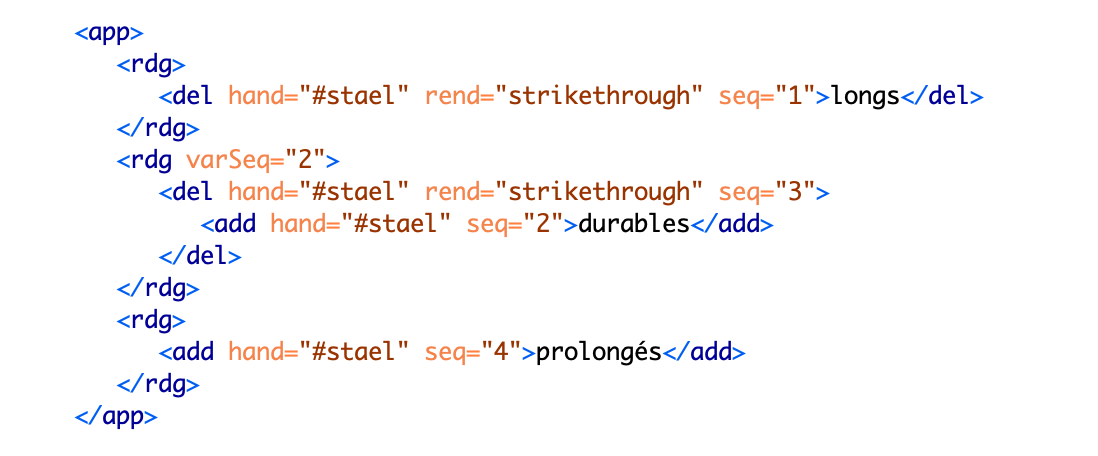 <app>
<rdg>
<del hand="#stael" rend="strikethrough" seq="1">longs</del>
</rdg>
<rdg varSeq="2">
<del hand="#stael" rend="strikethrough" seq="3">
<add hand="#stael" seq="2">durables</add>
</del>
</rdg>
<rdg>
<add hand="#stael" seq="4">prolongés</add>
</rdg>
</app>